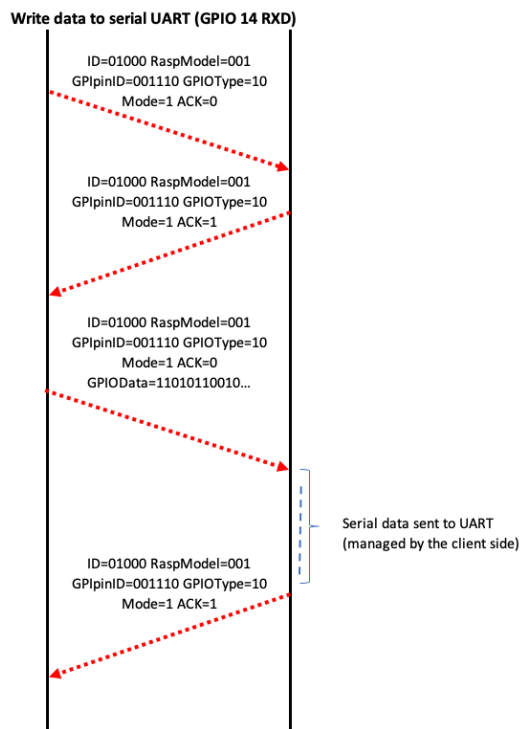 Write data to serial UART (GPIO 14 RXD)
ID=01000 RaspModel=001
GPIpinID=001110 GPIOType=10
Mode=1 ACK=0
ID=01000 RaspModel=001
GPIpinID=001110 GPIOType=10
Mode=1 ACK=1
ID=01000 RaspModel=001
GPIpinID=001110 GPIOType=10
Mode=1 ACK=0
GPIOData=11010110010...
Serial data sent to UART
(managed by the client side)
ID=01000 RaspModel=001
GPIpinID=001110 GPIOType=10
Mode=1 ACK=1